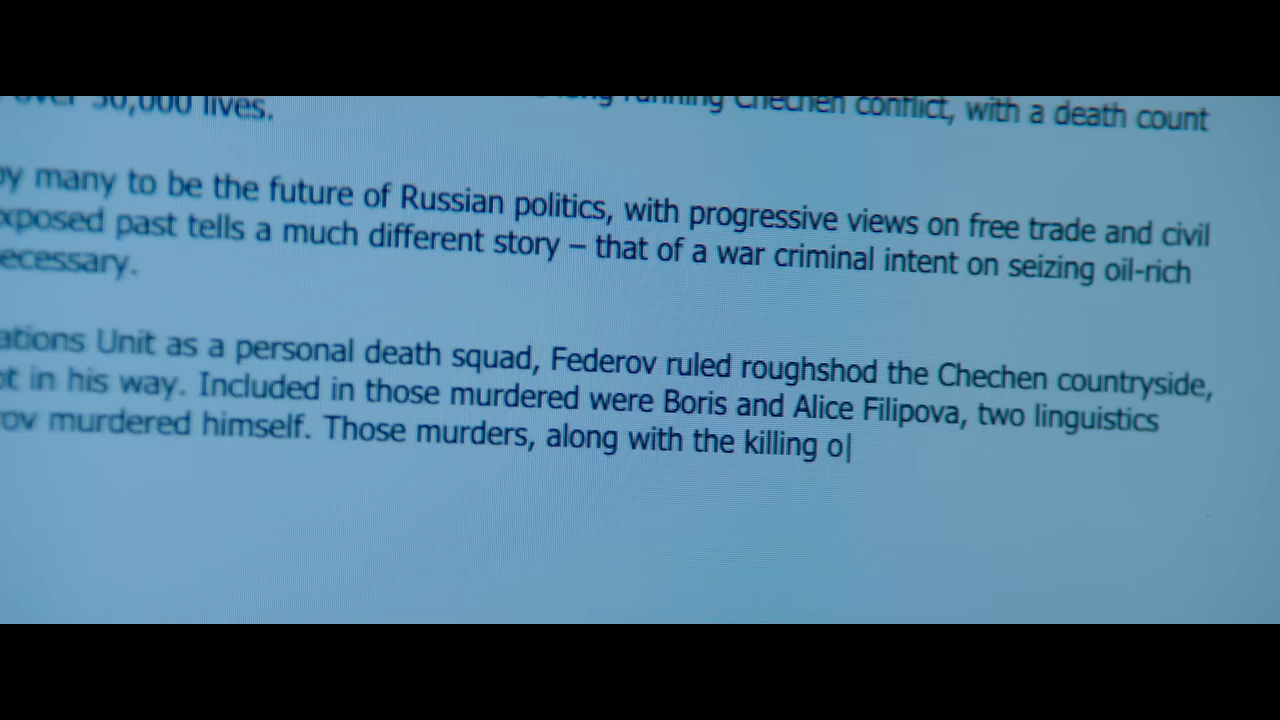 over 30,000 lives.
long running Chechen conflict, with a death count
by many to be the future of Russian politics, with progressive views on free trade and civil
xposed past tells a much different story – that of a war criminal intent on seizing oil-rich
ecessary.
ations Unit as a personal death squad, Federov ruled roughshod the Chechen countryside,
ot in his way. Included in those murdered were Boris and Alice Filipova, two linguistics
rov murdered himself. Those murders, along with the killing o